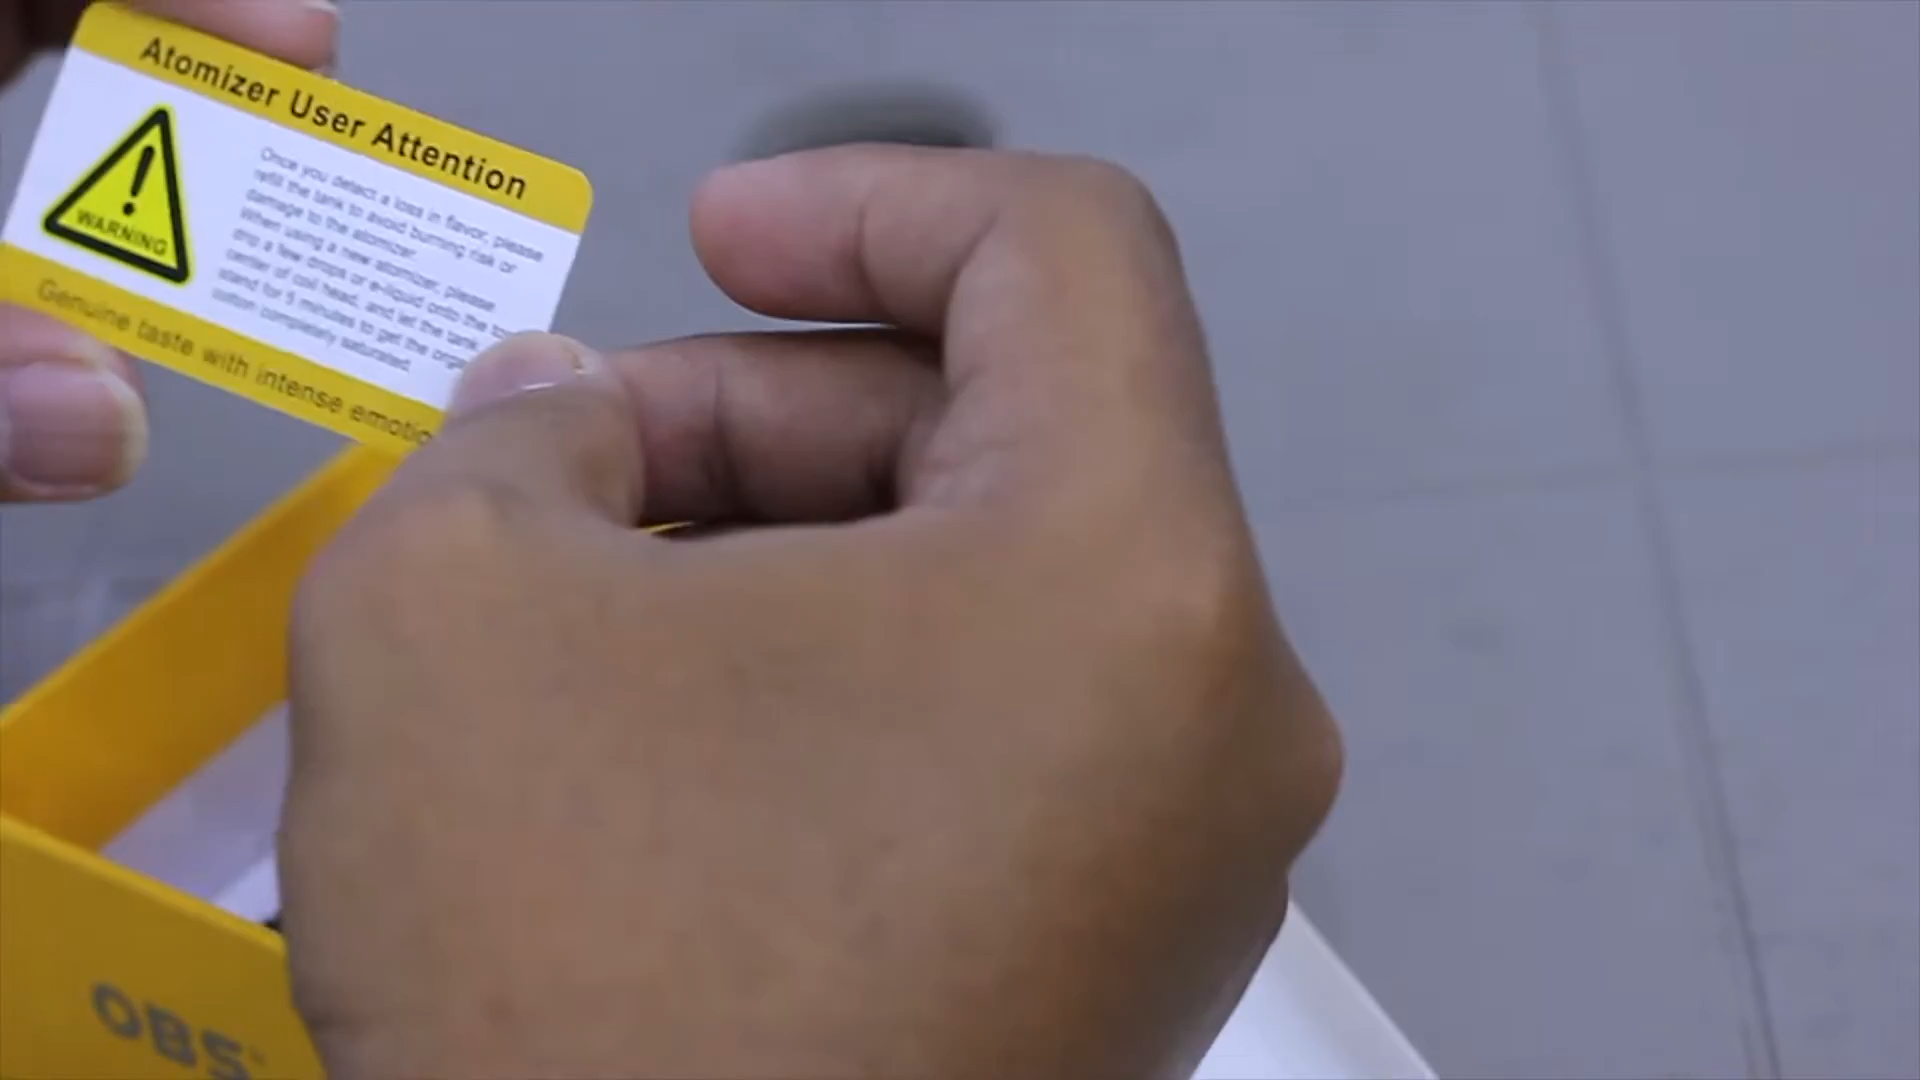 Atomizer User Attention
WARNING
Once you detect a loss in flavor, please
refill the tank to avoid burning risk or
damage to the atomizer.
When using a new atomizer, please
drip a few drops or e-liquid onto the
center of coil head, and let the tank
stand for 5 minutes to get the
cotton completely saturated.
Genuine taste with intense
OBS